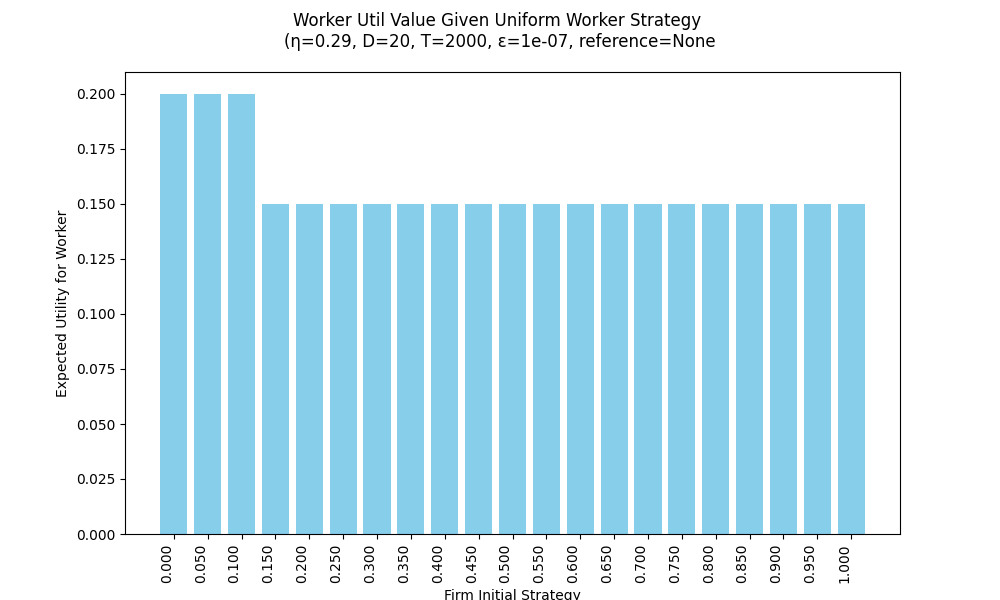 Worker Util Value Given Uniform Worker Strategy
(η=0.29, D=20, T=2000, ε=1e-07, reference=None
0.200
0.175
0.150
0.125
0.100
0.075
0.050
0.025
0.000
Expected Utility for Worker
0.000 0.050 0.100 0.150 0.200 0.250 0.300 0.350 0.400 0.450 0.500 0.550 0.600 0.650 0.700 0.750 0.800 0.850 0.900 0.950 1.000
Firm Initial Strategy